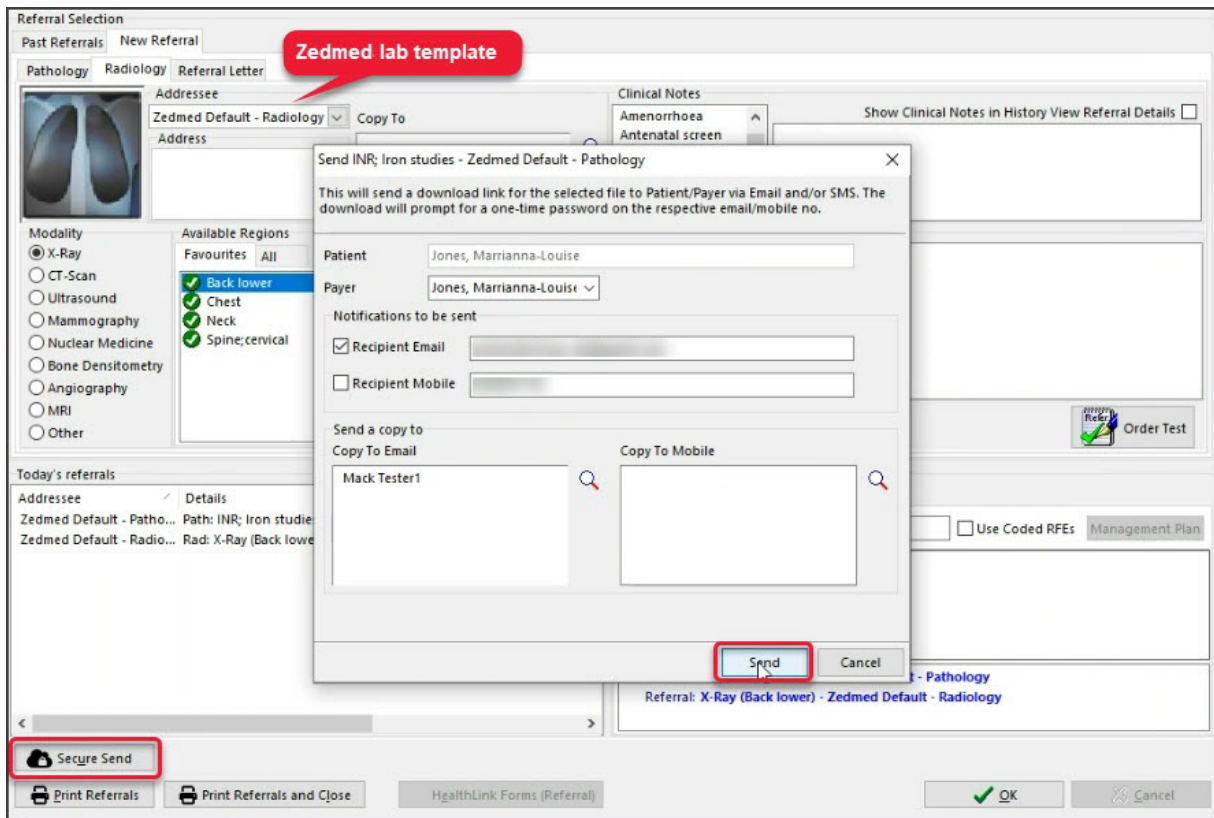 Referral Selection
Past Referrals New Referral
Zedmed lab template
Pathology Radiology Referral Letter
Addressee
Zedmed Default - Radiology Copy To
Address
Clinical Notes
Amenorrhoea
Antenatal screen
Show Clinical Notes in History View Referral Details
Send INR; Iron studies - Zedmed Default - Pathology
This will send a download link for the selected file to Patient/Payer via Email and/or SMS. The
download will prompt for a one-time password on the respective email/mobile no.
Patient Jones, Marrianna-Louise
Payer Jones, Marrianna-Louise
Notifications to be sent
Recipient Email
Recipient Mobile
Send a copy to
Copy To Email Copy To Mobile
Mack Tester1
Send Cancel
Modality
X-Ray
CT-Scan
Ultrasound
Mammography
Nuclear Medicine
Bone Densitometry
Angiography
MRI
Other
Available Regions
Favourites All
Back lower
Chest
Neck
Spine;cervical
Refer
Order Test
Today's referrals
Addressee Details
Zedmed Default - Patho... Path: INR; Iron studie
Zedmed Default - Radio... Rad: X-Ray (Back lowe
Use Coded RFEs Management Plan
t - Pathology
Referral: X-Ray (Back lower) - Zedmed Default - Radiology
Secure Send
Print Referrals Print Referrals and Close HealthLink Forms (Referral) OK Cancel